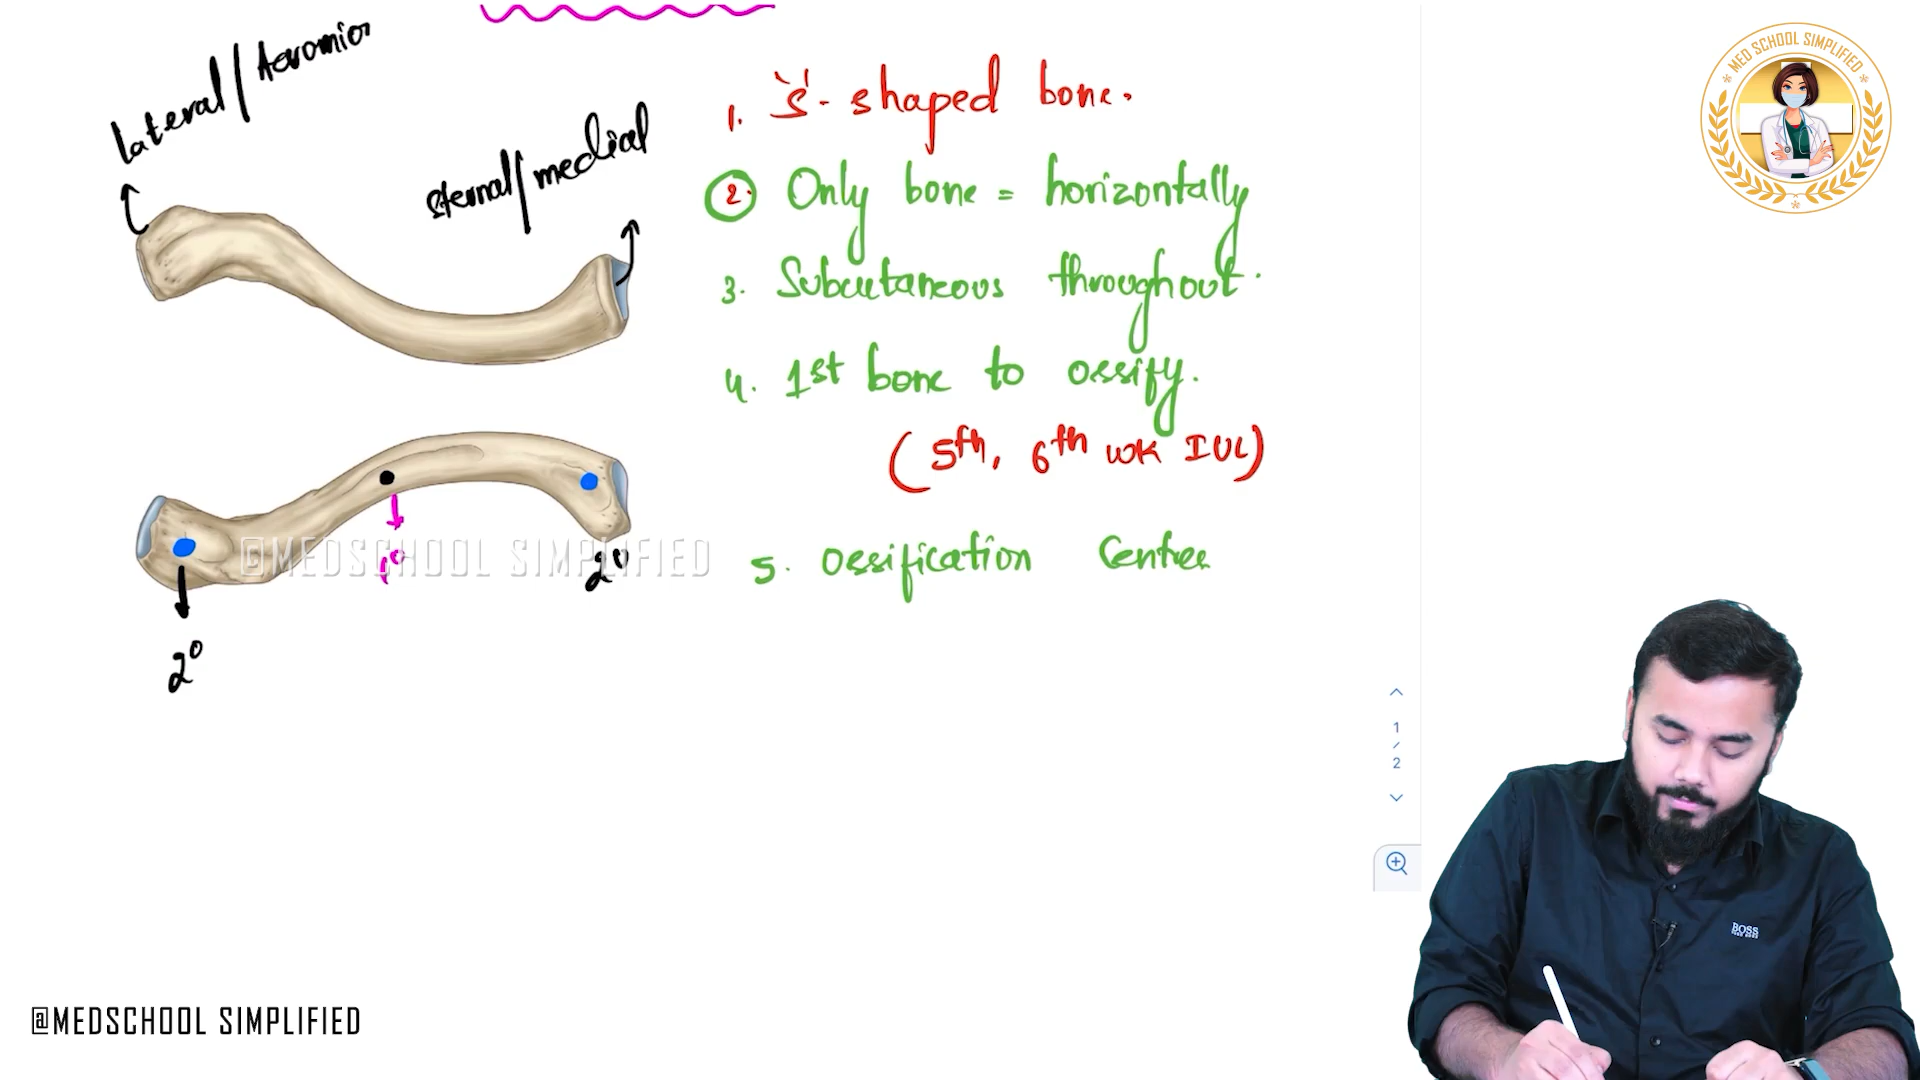 Lateral/Acromion
Sternal/medial
1. 's' - shaped bone.
2. Only bone = horizontally
3. Subcutaneous throughout.
4. 1st bone to ossify.
(5th, 6th wk IUL)
5. Ossification Centres
1°
2°
2°
@MEDSCHOOL SIMPLIFIED
@MEDSCHOOL SIMPLIFIED
MED SCHOOL SIMPLIFIED
1
/
2
BOSS
HUGO BOSS